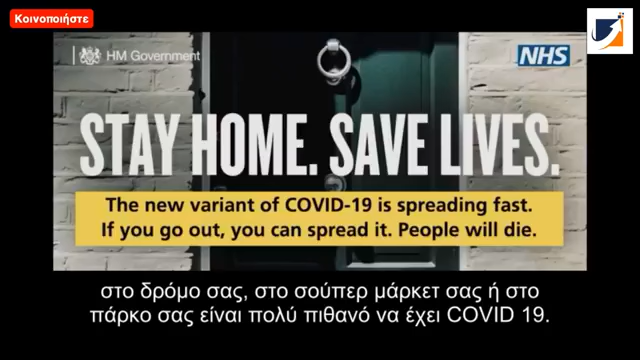 Κοινοποιήστε
HM Government
NHS
STAY HOME. SAVE LIVES.
The new variant of COVID-19 is spreading fast.
If you go out, you can spread it. People will die.
στο δρόμο σας, στο σούπερ μάρκετ σας ή στο
πάρκο σας είναι πολύ πιθανό να έχει COVID 19.